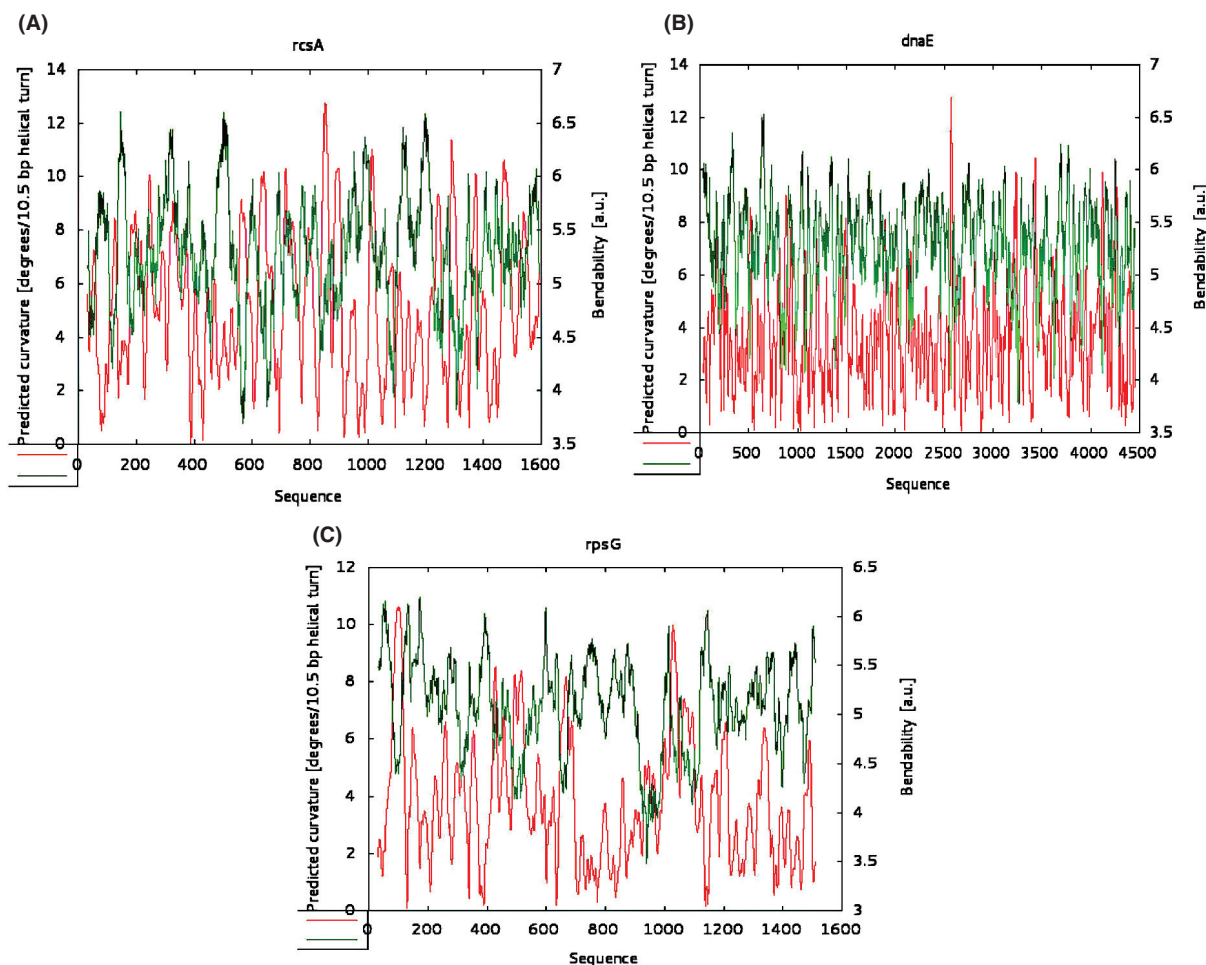 (A)
rcsA
Predicted curvature [degrees/10.5 bp helical turn]
14
12
10
8
6
4
2
0
7
6.5
6
5.5
5
4.5
4
3.5
Bendability [a.u.]
0 200 400 600 800 1000 1200 1400 1600
Sequence
(B)
dnaE
Predicted curvature [degrees/10.5 bp helical turn]
14
12
10
8
6
4
2
0
7
6.5
6
5.5
5
4.5
4
3.5
Bendability [a.u.]
0 500 1000 1500 2000 2500 3000 3500 4000 4500
Sequence
(C)
rpsG
Predicted curvature [degrees/10.5 bp helical turn]
12
10
8
6
4
2
0
6.5
6
5.5
5
4.5
4
3.5
3
Bendability [a.u.]
0 200 400 600 800 1000 1200 1400 1600
Sequence